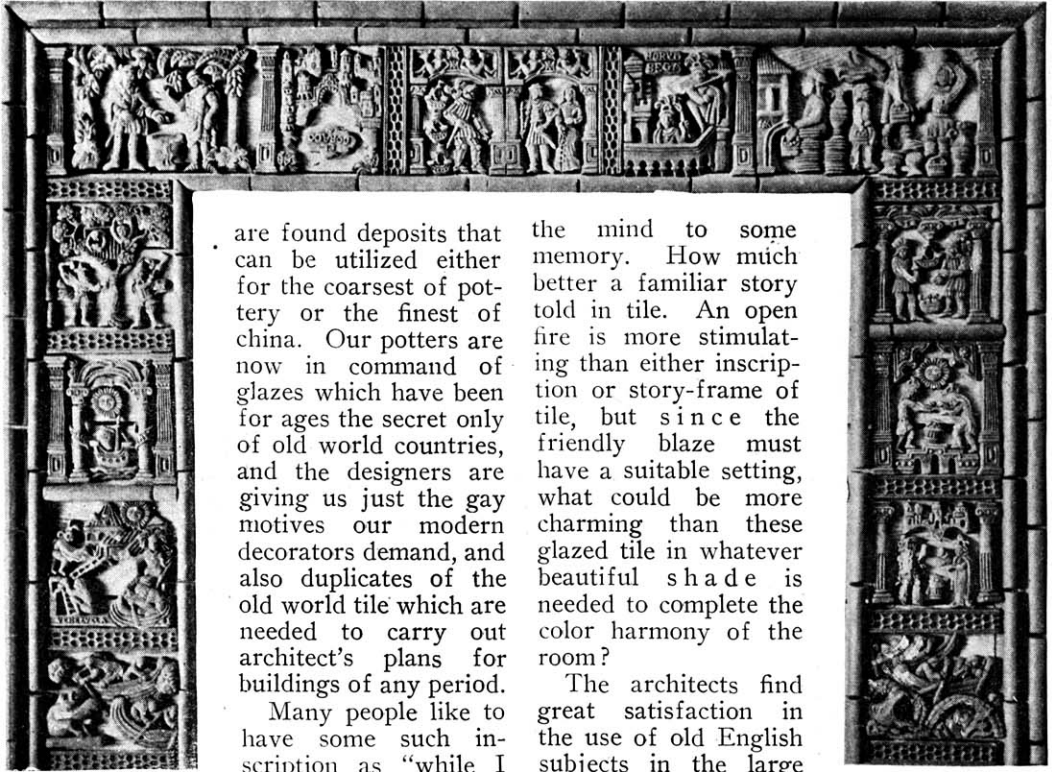 are found deposits that
can be utilized either
for the coarsest of pot-
tery or the finest of
china. Our potters are
now in command of
glazes which have been
for ages the secret only
of old world countries,
and the designers are
giving us just the gay
motives our modern
decorators demand, and
also duplicates of the
old world tile which are
needed to carry out
architect's plans for
buildings of any period.
Many people like to
have some such in-
scription as "while I
the mind to some
memory. How much
better a familiar story
told in tile. An open
fire is more stimulat-
ing than either inscrip-
tion or story-frame of
tile, but since the
friendly blaze must
have a suitable setting,
what could be more
charming than these
glazed tile in whatever
beautiful shade is
needed to complete the
color harmony of the
room?
The architects find
great satisfaction in
the use of old English
subjects in the large